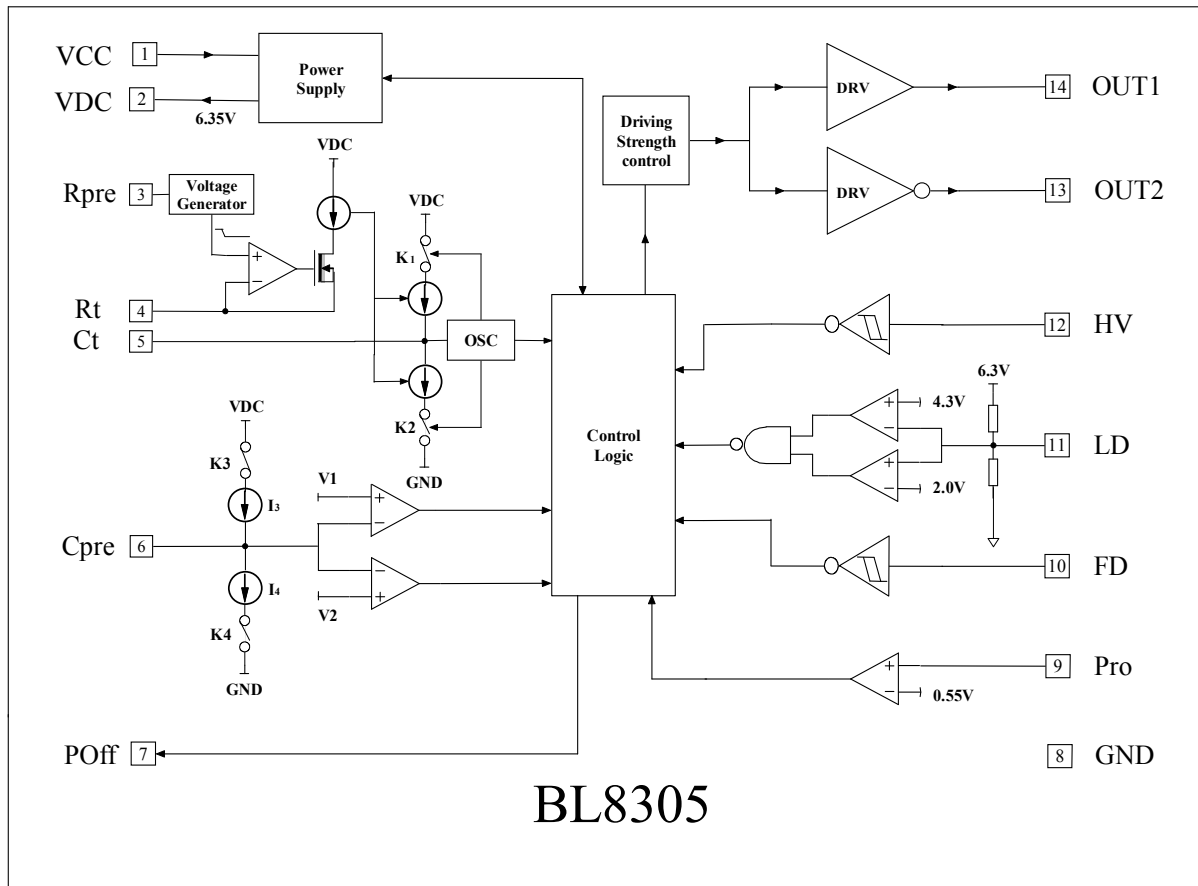 VCC 1
Power Supply
VDC 2
6.35V
Rpre 3
Voltage Generator
VDC
+
−
Rt 4
Ct 5
VDC
K1
OSC
K2
GND
VDC
K3
I3
Cpre 6
I4
K4
GND
V1
+
−
−
+
V2
POff 7
Control Logic
Driving Strength control
DRV
14 OUT1
DRV
13 OUT2
12 HV
6.3V
4.3V
+
−
11 LD
+
−
2.0V
10 FD
9 Pro
+
−
0.55V
8 GND
BL8305